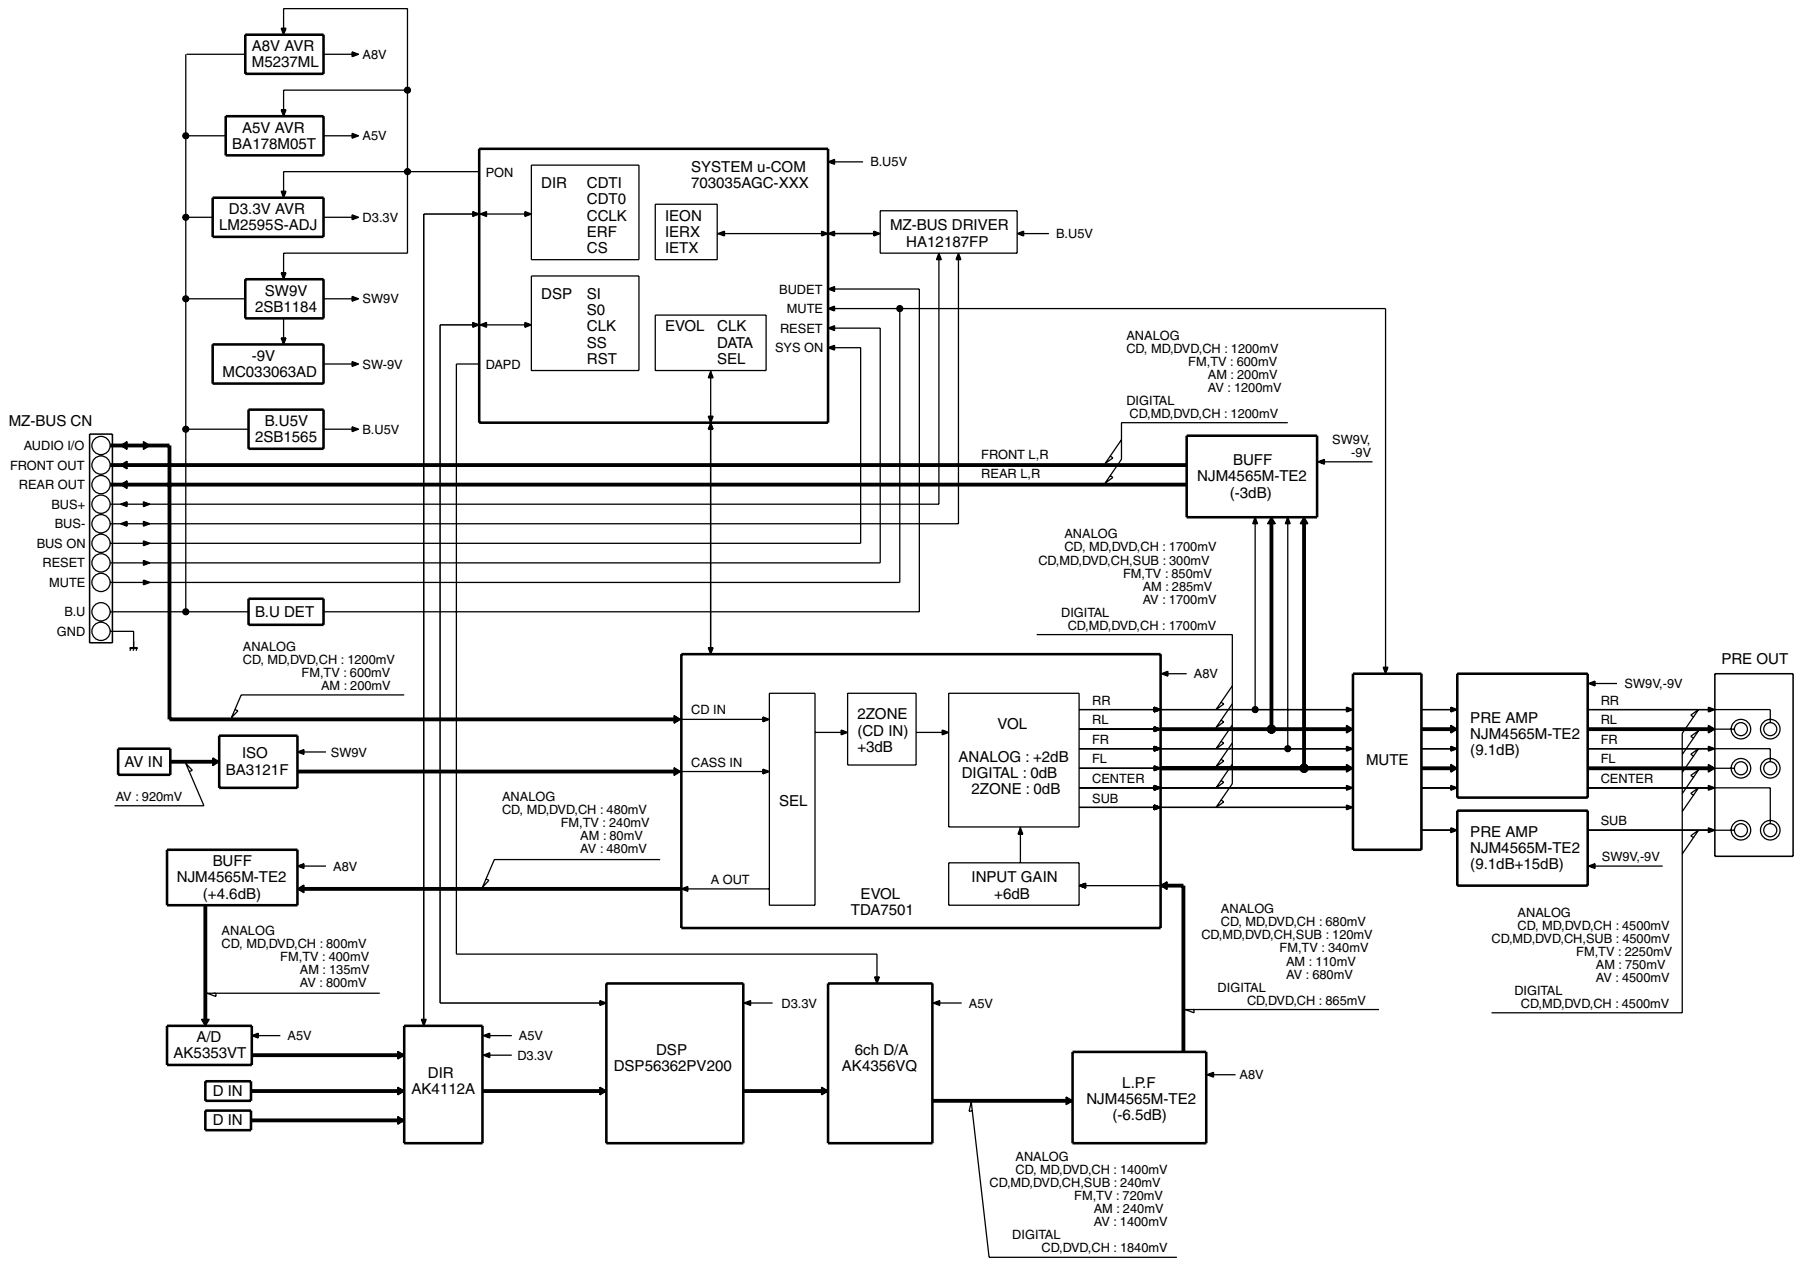 A8V AVR
M5237ML
A8V
A5V AVR
BA178M05T
A5V
D3.3V AVR
LM2595S-ADJ
D3.3V
SW9V
2SB1184
SW9V
-9V
MC033063AD
SW-9V
B.U5V
2SB1565
B.U5V
MZ-BUS CN
AUDIO I/O
FRONT OUT
REAR OUT
BUS+
BUS-
BUS ON
RESET
MUTE
B.U
GND
B.U DET
PON
DIR CDTI
CDT0
CCLK
ERF
CS
DSP SI
S0
CLK
SS
RST
DAPD
SYSTEM u-COM
703035AGC-XXX
IEON
IERX
IETX
EVOL CLK
DATA
SEL
BUDET
MUTE
RESET
SYS ON
B.U5V
MZ-BUS DRIVER
HA12187FP
B.U5V
ANALOG
CD, MD,DVD,CH : 1200mV
FM,TV : 600mV
AM : 200mV
AV : 1200mV
DIGITAL
CD,MD,DVD,CH : 1200mV
FRONT L,R
REAR L,R
BUFF
NJM4565M-TE2
(-3dB)
SW9V,
-9V
ANALOG
CD, MD,DVD,CH : 1700mV
CD,MD,DVD,CH,SUB : 300mV
FM,TV : 850mV
AM : 285mV
AV : 1700mV
DIGITAL
CD,MD,DVD,CH : 1700mV
ANALOG
CD, MD,DVD,CH : 1200mV
FM,TV : 600mV
AM : 200mV
AV IN
ISO
BA3121F
SW9V
AV : 920mV
CD IN
CASS IN
A OUT
SEL
2ZONE
(CD IN)
+3dB
VOL
ANALOG : +2dB
DIGITAL : 0dB
2ZONE : 0dB
INPUT GAIN
+6dB
EVOL
TDA7501
A8V
RR
RL
FR
FL
CENTER
SUB
MUTE
PRE AMP
NJM4565M-TE2
(9.1dB)
SW9V,-9V
RR
RL
FR
FL
CENTER
PRE AMP
NJM4565M-TE2
(9.1dB+15dB)
SUB
SW9V,-9V
PRE OUT
ANALOG
CD, MD,DVD,CH : 480mV
FM,TV : 240mV
AM : 80mV
AV : 480mV
BUFF
NJM4565M-TE2
(+4.6dB)
A8V
ANALOG
CD, MD,DVD,CH : 800mV
FM,TV : 400mV
AM : 135mV
AV : 800mV
A/D
AK5353VT
A5V
D IN
D IN
DIR
AK4112A
A5V
D3.3V
DSP
DSP56362PV200
D3.3V
6ch D/A
AK4356VQ
A5V
L.P.F
NJM4565M-TE2
(-6.5dB)
A8V
ANALOG
CD, MD,DVD,CH : 680mV
CD,MD,DVD,CH,SUB : 120mV
FM,TV : 340mV
AM : 110mV
AV : 680mV
DIGITAL
CD,DVD,CH : 865mV
ANALOG
CD, MD,DVD,CH : 4500mV
CD,MD,DVD,CH,SUB : 4500mV
FM,TV : 2250mV
AM : 750mV
AV : 4500mV
DIGITAL
CD,MD,DVD,CH : 4500mV
ANALOG
CD, MD,DVD,CH : 1400mV
CD,MD,DVD,CH,SUB : 240mV
FM,TV : 720mV
AM : 240mV
AV : 1400mV
DIGITAL
CD,DVD,CH : 1840mV